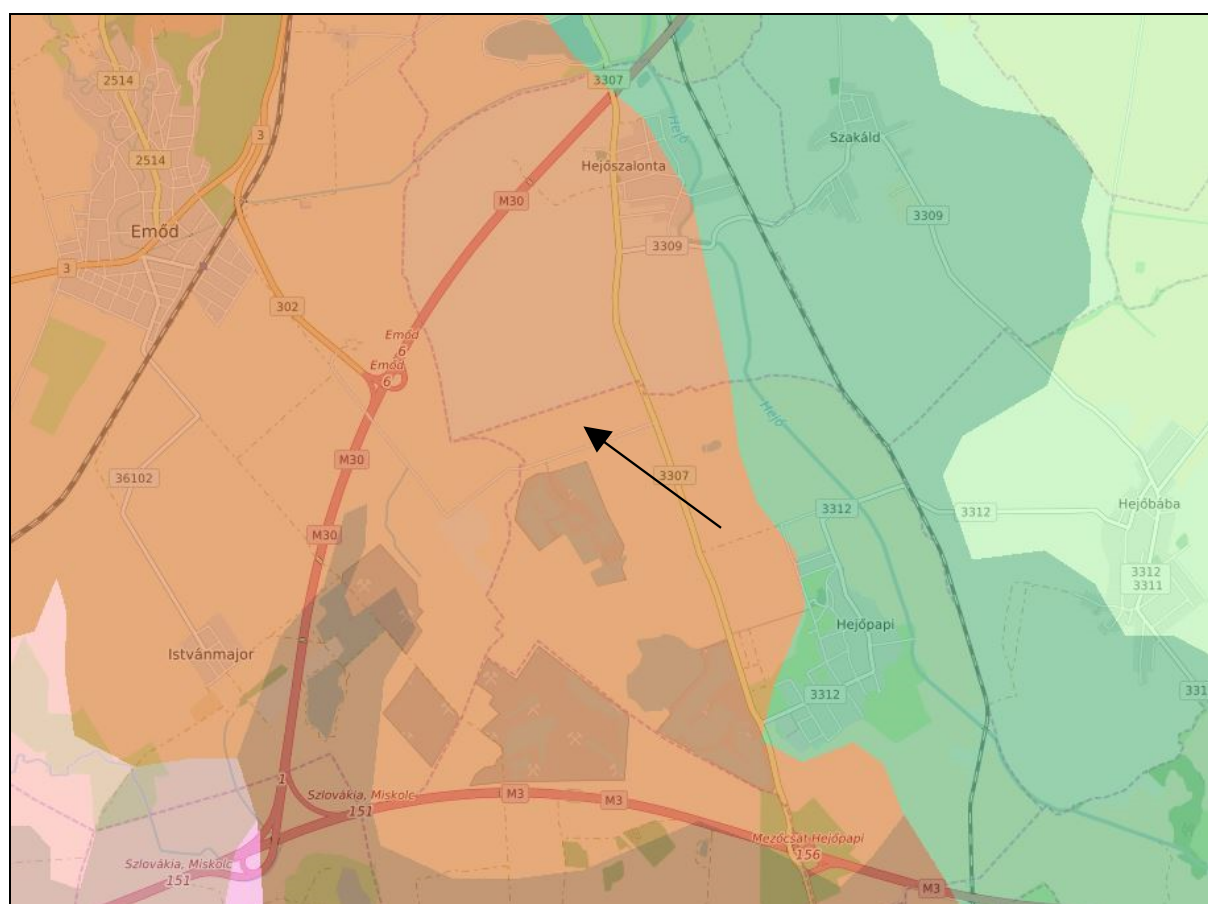 2514
3307
3
Szakáld
2514
Hejő
Hejőszalonta
M30
3309
Emőd
3309
3
302
Emőd
6
Emőd
6
Hejő
M30
3307
36102
Hejőbába
3312
3312
M30
3312
3311
Hejőpapi
Istvánmajor
3312
331
1
Szlovákia, Miskolc
151
M3
M3
Mezőcsát-Hejőpapi
156
Szlovákia, Miskolc
151
M3